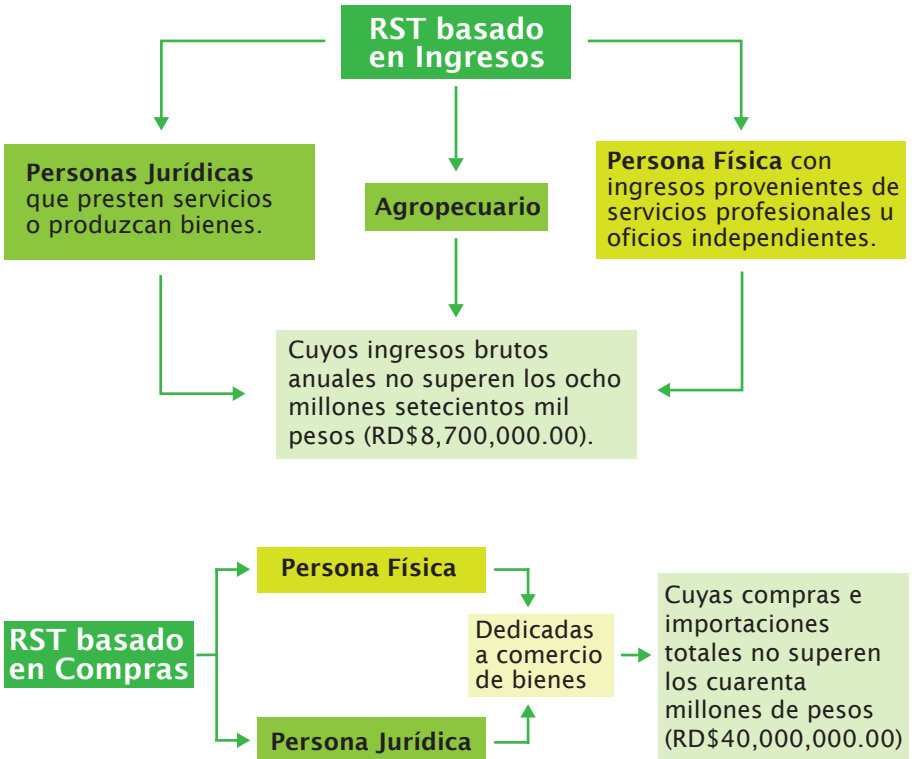 RST basado
en Ingresos
Personas Jurídicas
que presten servicios
o produzcan bienes.
Agropecuario
Persona Física con
ingresos provenientes de
servicios profesionales u
oficios independientes.
Cuyos ingresos brutos
anuales no superen los ocho
millones setecientos mil
pesos (RD$8,700,000.00).
RST basado
en Compras
Persona Física
Persona Jurídica
Dedicadas
a comercio
de bienes
Cuyas compras e
importaciones
totales no superen
los cuarenta
millones de pesos
(RD$40,000,000.00)